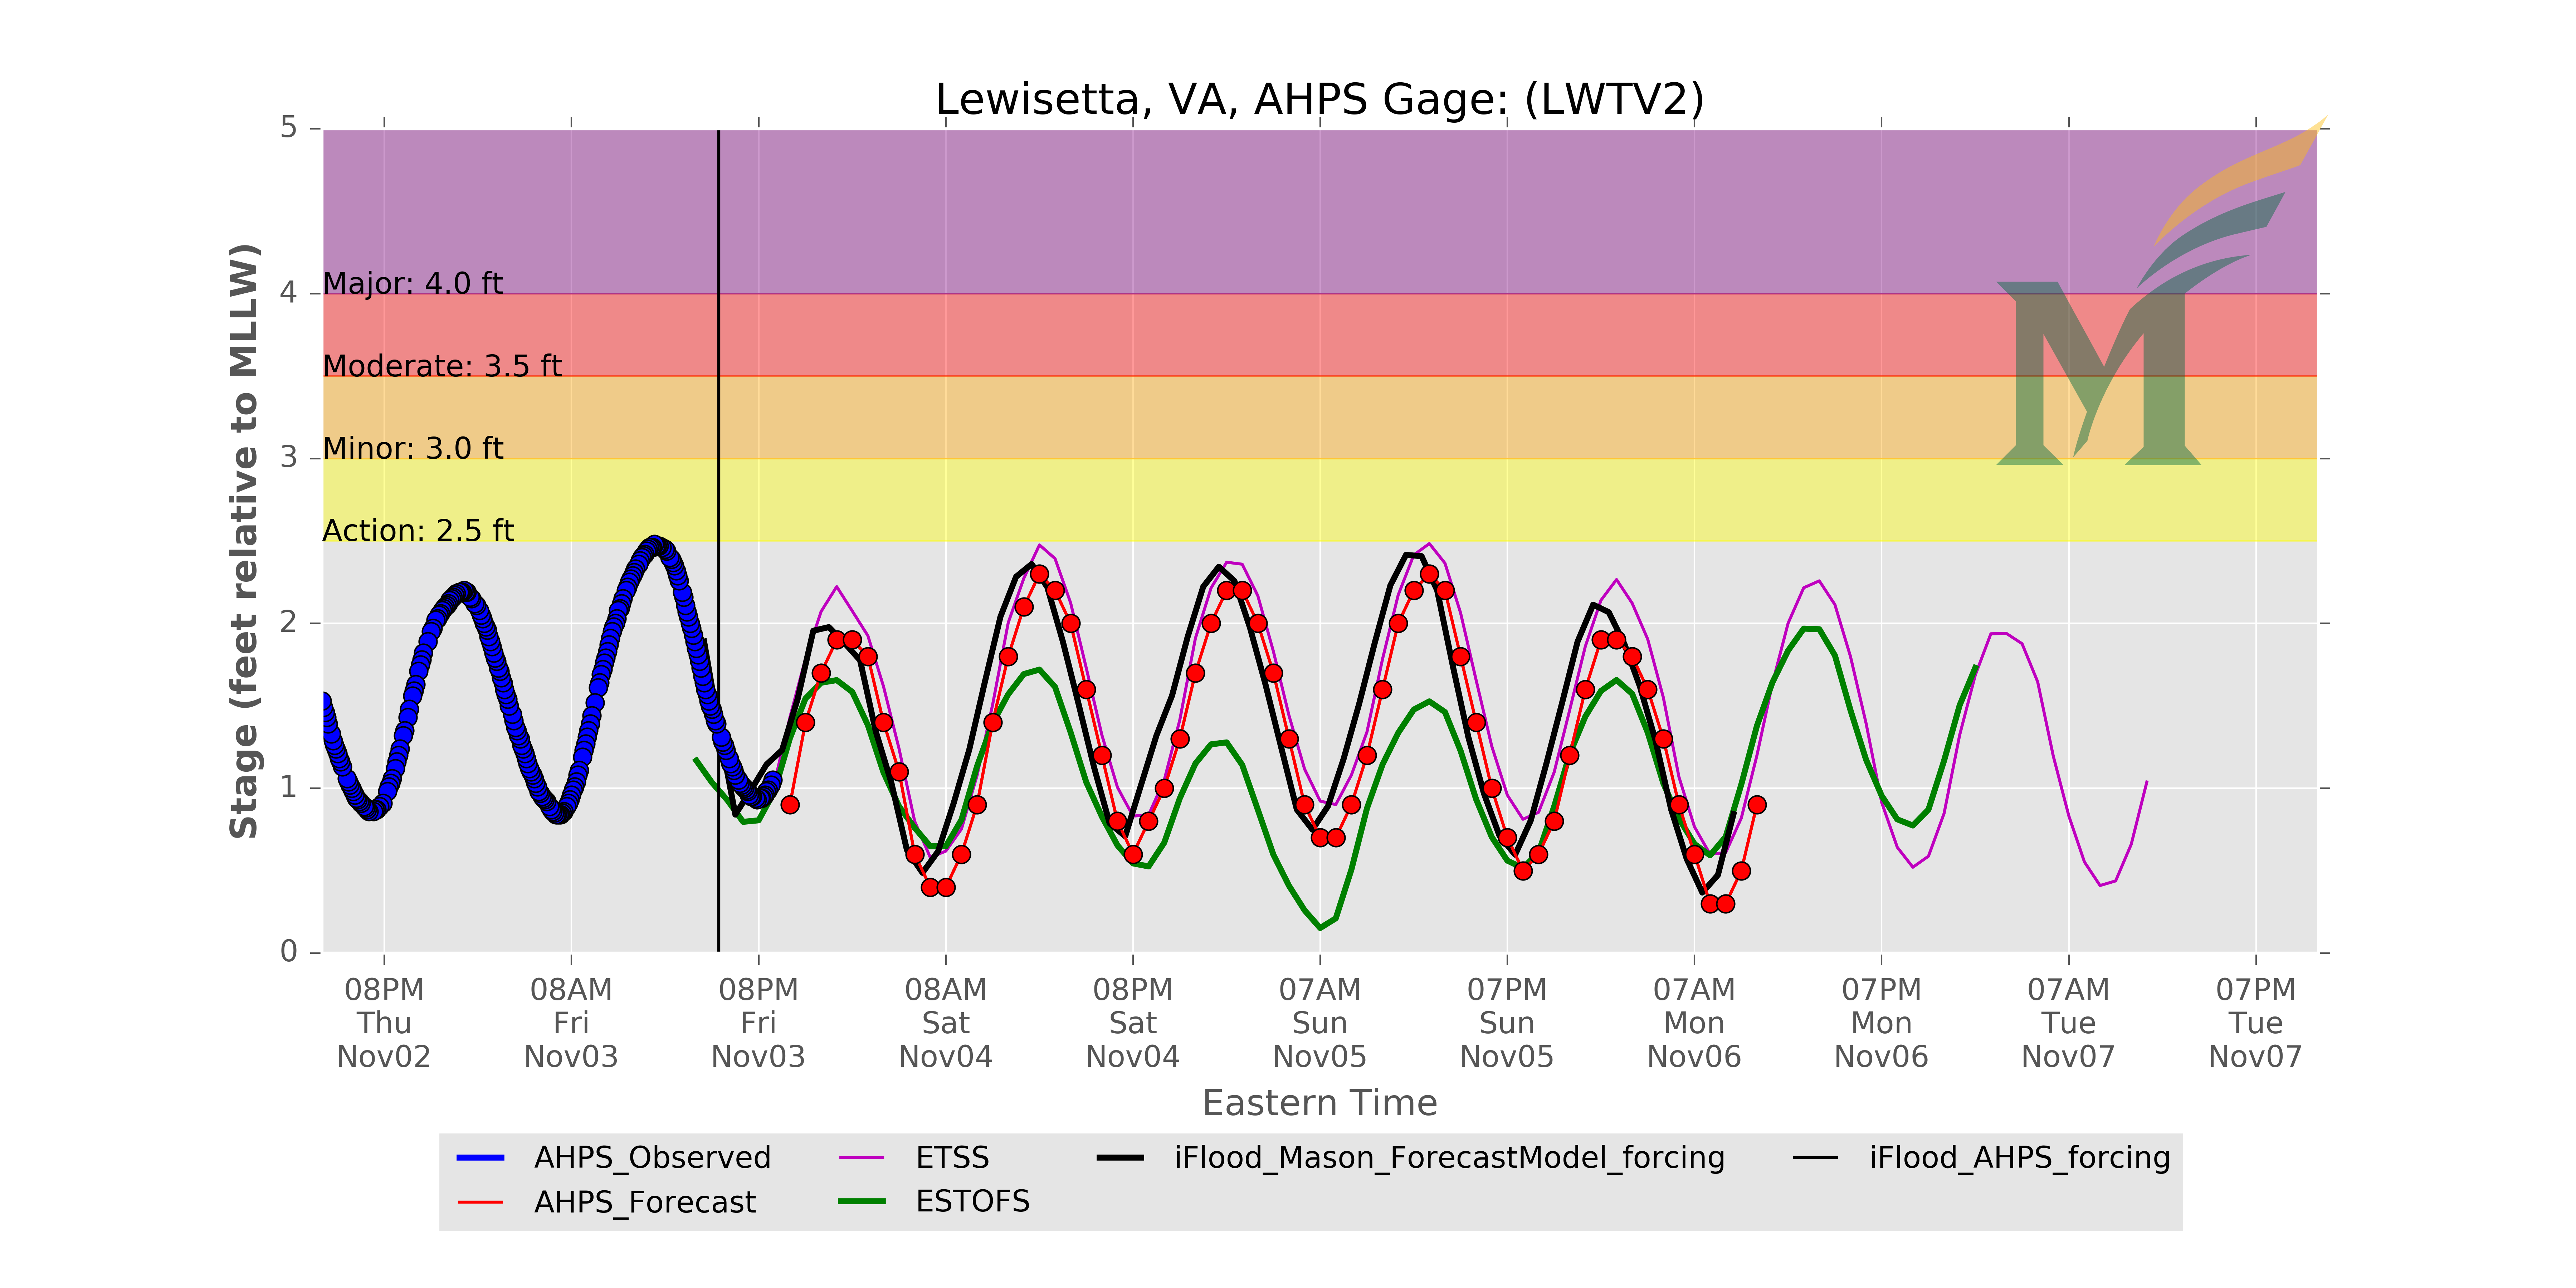 Lewisetta, VA, AHPS Gage: (LWTV2)
5
4
3
2
1
0
Stage (feet relative to MLLW)
Major: 4.0 ft
Moderate: 3.5 ft
Minor: 3.0 ft
Action: 2.5 ft
08PM 08AM 08PM 08AM 08PM 07AM 07PM 07AM 07PM 07AM 07PM
Thu Fri Fri Sat Sat Sun Sun Mon Mon Tue Tue
Nov02 Nov03 Nov03 Nov04 Nov04 Nov05 Nov05 Nov06 Nov06 Nov07 Nov07
Eastern Time
AHPS_Observed ETSS iFlood_Mason_ForecastModel_forcing iFlood_AHPS_forcing
AHPS_Forecast ESTOFS
M